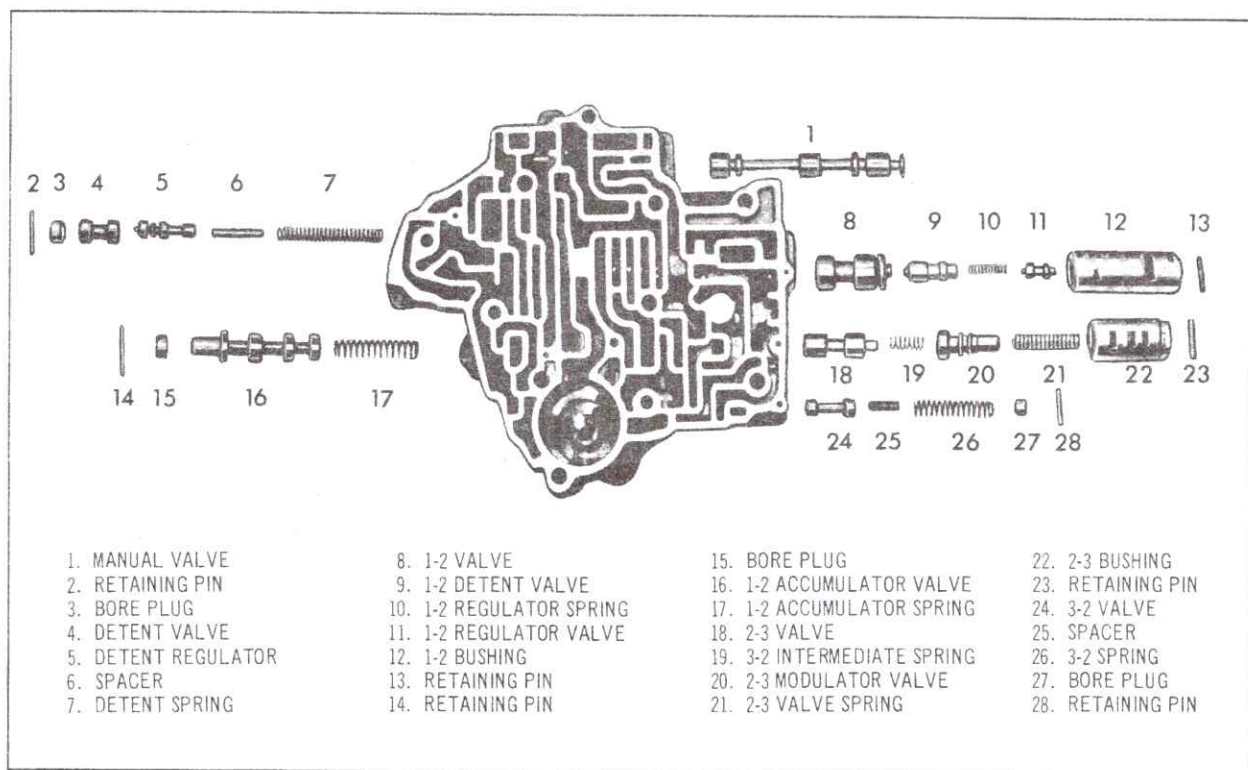 1
2 3 4 5 6 7
8 9 10 11 12 13
14 15 16 17
18 19 20 21 22 23
24 25 26 27 28
1. MANUAL VALVE
2. RETAINING PIN
3. BORE PLUG
4. DETENT VALVE
5. DETENT REGULATOR
6. SPACER
7. DETENT SPRING
8. 1-2 VALVE
9. 1-2 DETENT VALVE
10. 1-2 REGULATOR SPRING
11. 1-2 REGULATOR VALVE
12. 1-2 BUSHING
13. RETAINING PIN
14. RETAINING PIN
15. BORE PLUG
16. 1-2 ACCUMULATOR VALVE
17. 1-2 ACCUMULATOR SPRING
18. 2-3 VALVE
19. 3-2 INTERMEDIATE SPRING
20. 2-3 MODULATOR VALVE
21. 2-3 VALVE SPRING
22. 2-3 BUSHING
23. RETAINING PIN
24. 3-2 VALVE
25. SPACER
26. 3-2 SPRING
27. BORE PLUG
28. RETAINING PIN